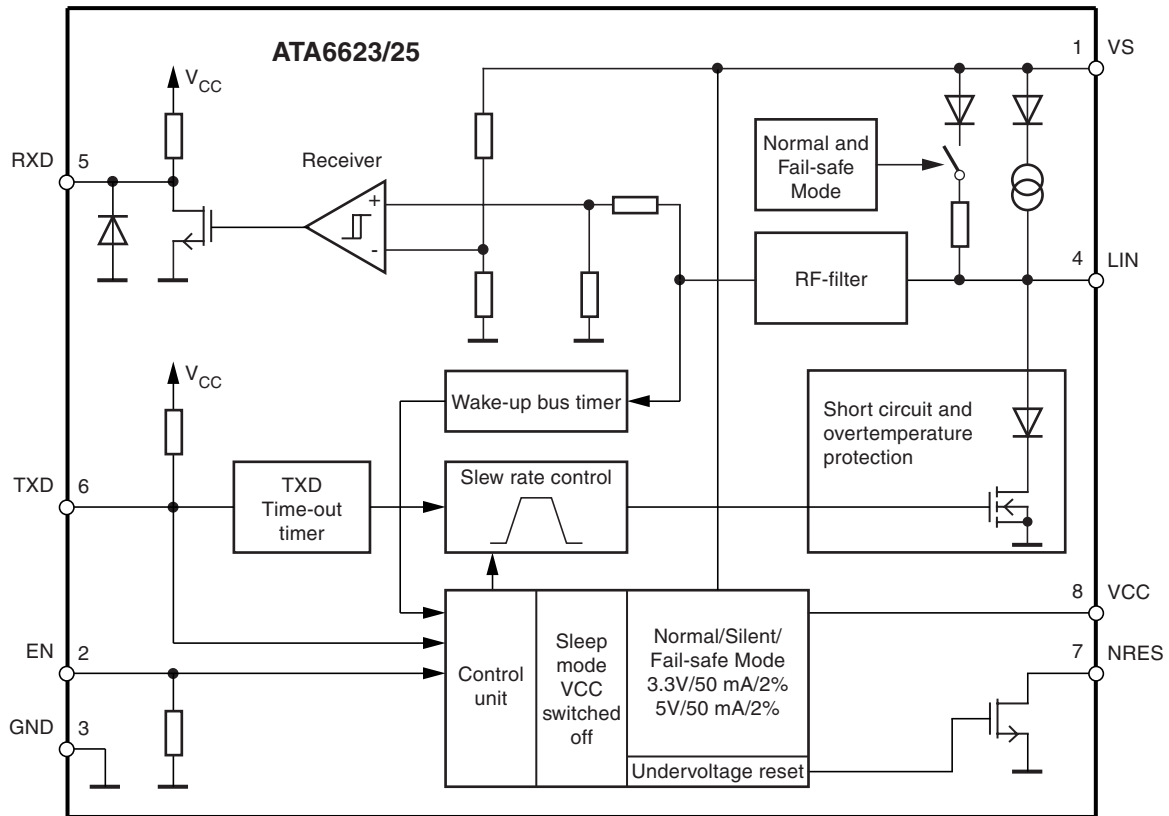 ATA6623/25
1 VS
VCC
RXD 5
Receiver
Normal and
Fail-safe
Mode
+
-
4 LIN
RF-filter
VCC
Wake-up bus timer
Short circuit and
overtemperature
protection
TXD 6
TXD
Time-out
timer
Slew rate control
8 VCC
EN 2
Control
unit
Sleep
mode
VCC
switched
off
Normal/Silent/
Fail-safe Mode
3.3V/50 mA/2%
5V/50 mA/2%
7 NRES
GND 3
Undervoltage reset